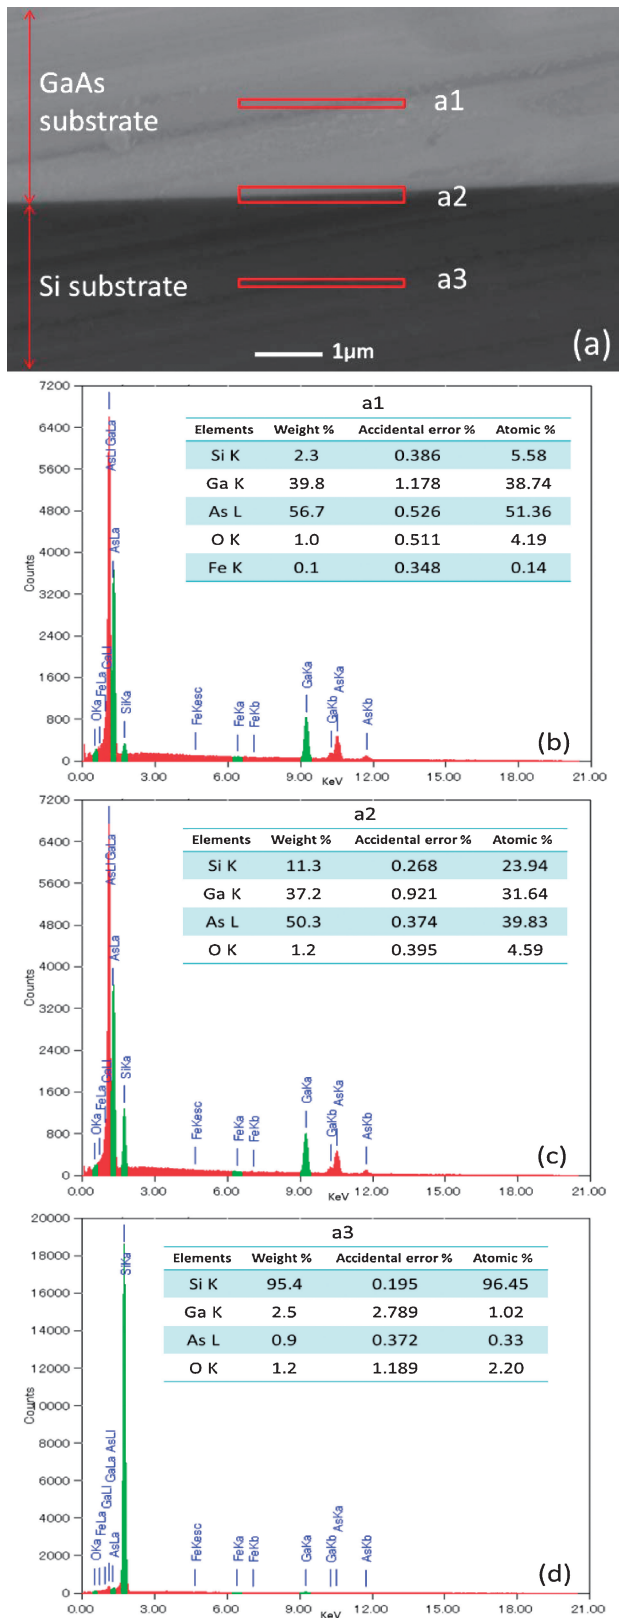 GaAs
substrate
a1
a2
Si substrate
a3
1μm
(a)
a1
Elements Weight % Accidental error % Atomic %
Si K 2.3 0.386 5.58
Ga K 39.8 1.178 38.74
As L 56.7 0.526 51.36
O K 1.0 0.511 4.19
Fe K 0.1 0.348 0.14
7200
6400
5600
4800
4000
3200
2400
1600
800
0
Counts
AsLl GaLa
AsLa
OKa
FeLa
GaLl
SiKa
FeKesc
FeKa
FeKb
GaKa
GaKb
AsKa
AsKb
(b)
0.00 3.00 6.00 9.00 12.00 15.00 18.00 21.00
KeV
a2
Elements Weight % Accidental error % Atomic %
Si K 11.3 0.268 23.94
Ga K 37.2 0.921 31.64
As L 50.3 0.374 39.83
O K 1.2 0.395 4.59
7200
6400
5600
4800
4000
3200
2400
1600
800
0
Counts
AsLl GaLa
AsLa
OKa
FeLa
GaLl
SiKa
FeKesc
FeKa
FeKb
GaKa
GaKb
AsKa
AsKb
(c)
0.00 3.00 6.00 9.00 12.00 15.00 18.00 21.00
KeV
a3
Elements Weight % Accidental error % Atomic %
Si K 95.4 0.195 96.45
Ga K 2.5 2.789 1.02
As L 0.9 0.372 0.33
O K 1.2 1.189 2.20
20000
18000
16000
14000
12000
10000
8000
6000
4000
2000
0
Counts
SiKa
OKa
FeLa
GaLl
GaLa AsLl
AsLa
FeKesc
FeKa
FeKb
GaKa
GaKb
AsKa
AsKb
(d)
0.00 3.00 6.00 9.00 12.00 15.00 18.00 21.00
KeV